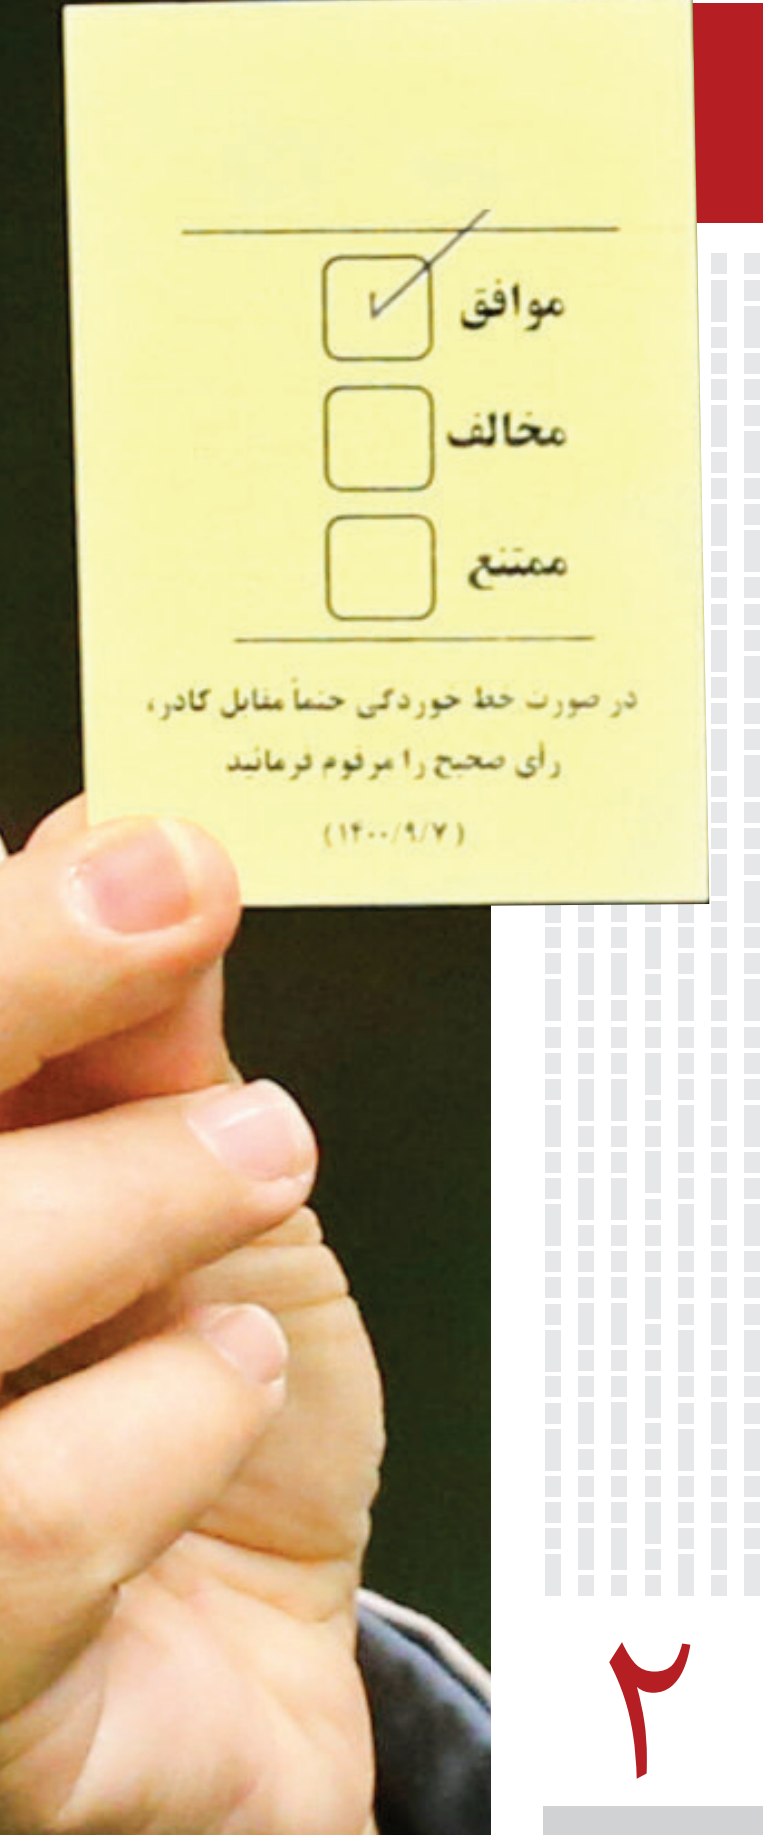 موافق
مخالف
ممتنع
در صورت خط خوردگی حتماً مقابل کادر،
رأی صحیح را مرقوم فرمائید
(۱۴۰۰/۹/۷)
۲